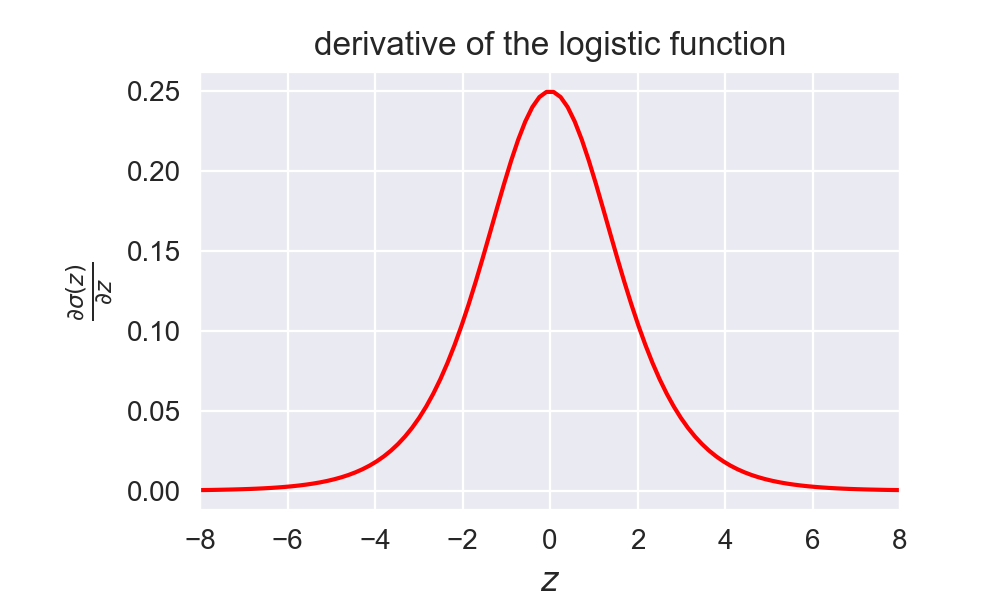 derivative of the logistic function
0.25
0.20
0.15
0.10
0.05
0.00
∂σ(z)
∂z
−8 −6 −4 −2 0 2 4 6 8
z